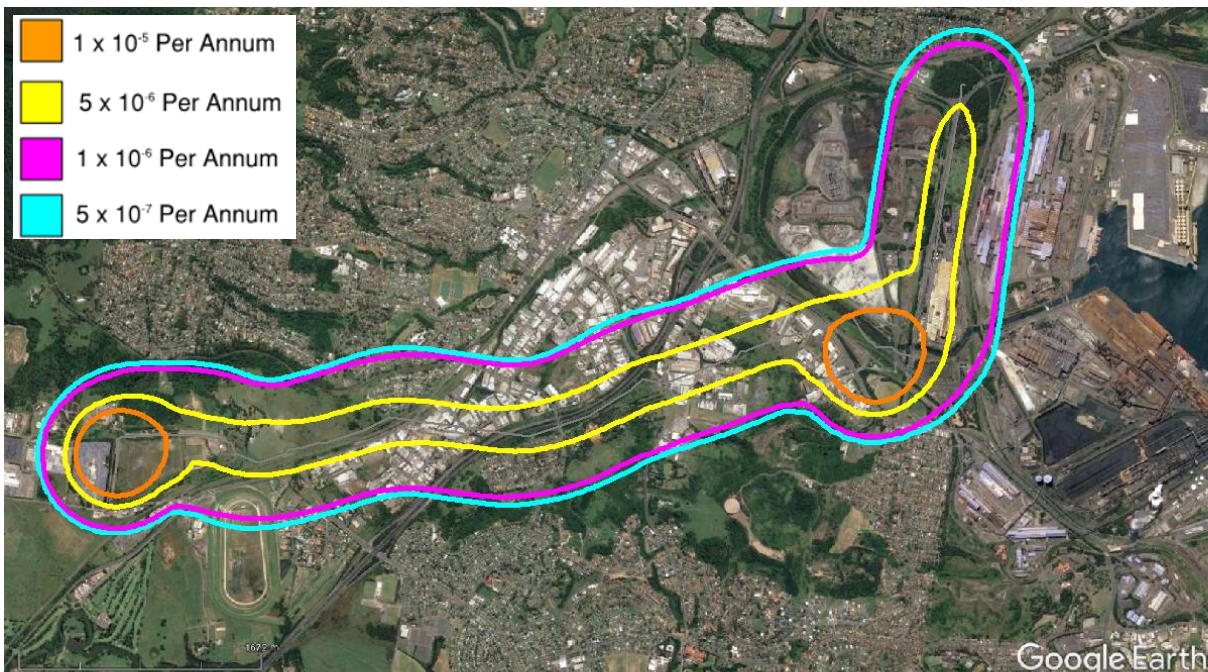 1 x 10⁻⁵ Per Annum
5 x 10⁻⁶ Per Annum
1 x 10⁻⁶ Per Annum
5 x 10⁻⁷ Per Annum
1672 m
Google Earth